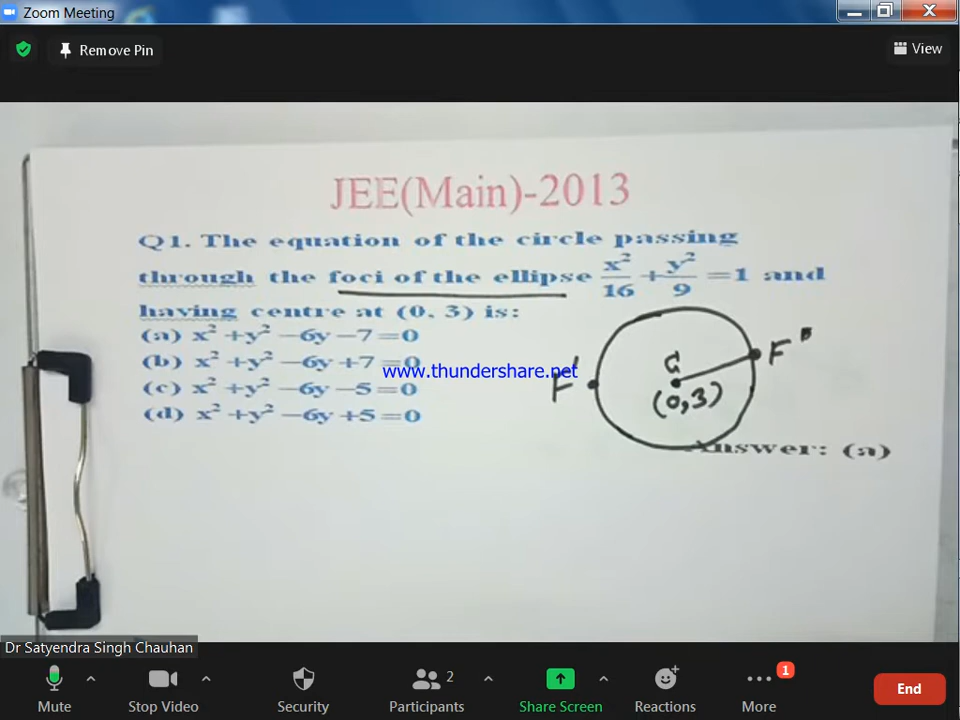 Zoom Meeting
Remove Pin
View
JEE(Main)-2013
Q1. The equation of the circle passing
through the foci of the ellipse x²/16 + y²/9 = 1 and
having centre at (0, 3) is:
(a) x² + y² − 6y − 7 = 0
(b) x² + y² − 6y + 7 = 0
(c) x² + y² − 6y − 5 = 0
(d) x² + y² − 6y + 5 = 0
www.thundershare.net
F'
F
(0,3)
Answer: (a)
Dr Satyendra Singh Chauhan
Mute
Stop Video
Security
Participants
2
Share Screen
Reactions
More
1
End